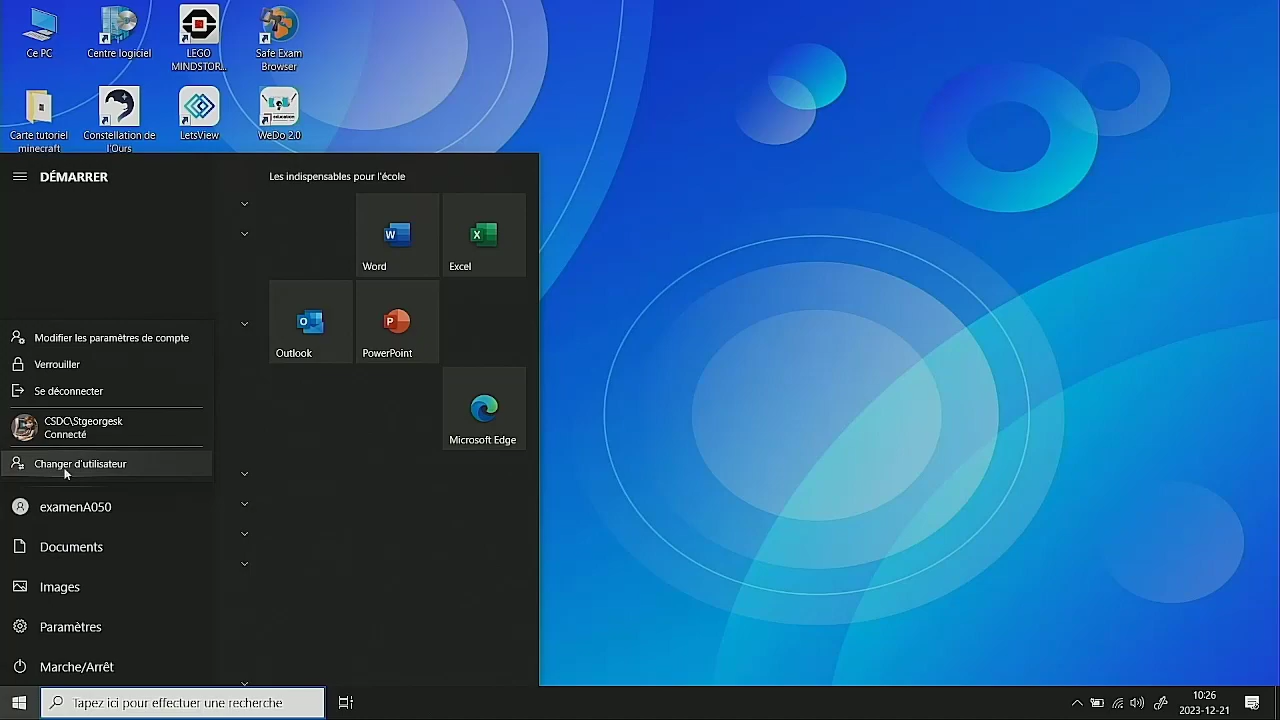 Ce PC
Centre logiciel
LEGO
MINDSTOR...
Safe Exam
Browser
Carte tutoriel
minecraft
Constellation de
l'Ours
LetsView
WeDo 2.0
DÉMARRER
Les indispensables pour l'école
Word
Excel
Outlook
PowerPoint
Microsoft Edge
Modifier les paramètres de compte
Verrouiller
Se déconnecter
CSDC\Stgeorgesk
Connecté
Changer d'utilisateur
examenA050
Documents
Images
Paramètres
Marche/Arrêt
Tapez ici pour effectuer une recherche
10:26
2023-12-21